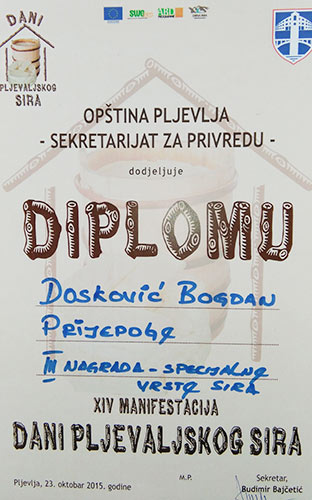 DANI
PLJEVALJSKOG
SIRA
OPŠTINA PLJEVLJA
- SEKRETARIJAT ZA PRIVREDU -
dodjeljuje
DIPLOMU
Dosković Bogdan
Prijepolje
III NAGRADA - SPECIJALNE
VRSTE SIRA
XIV MANIFESTACIJA
DANI PLJEVALJSKOG SIRA
Pljevlja, 23. oktobar 2015. godine
M.P.
Sekretar,
Budimir Bajčetić